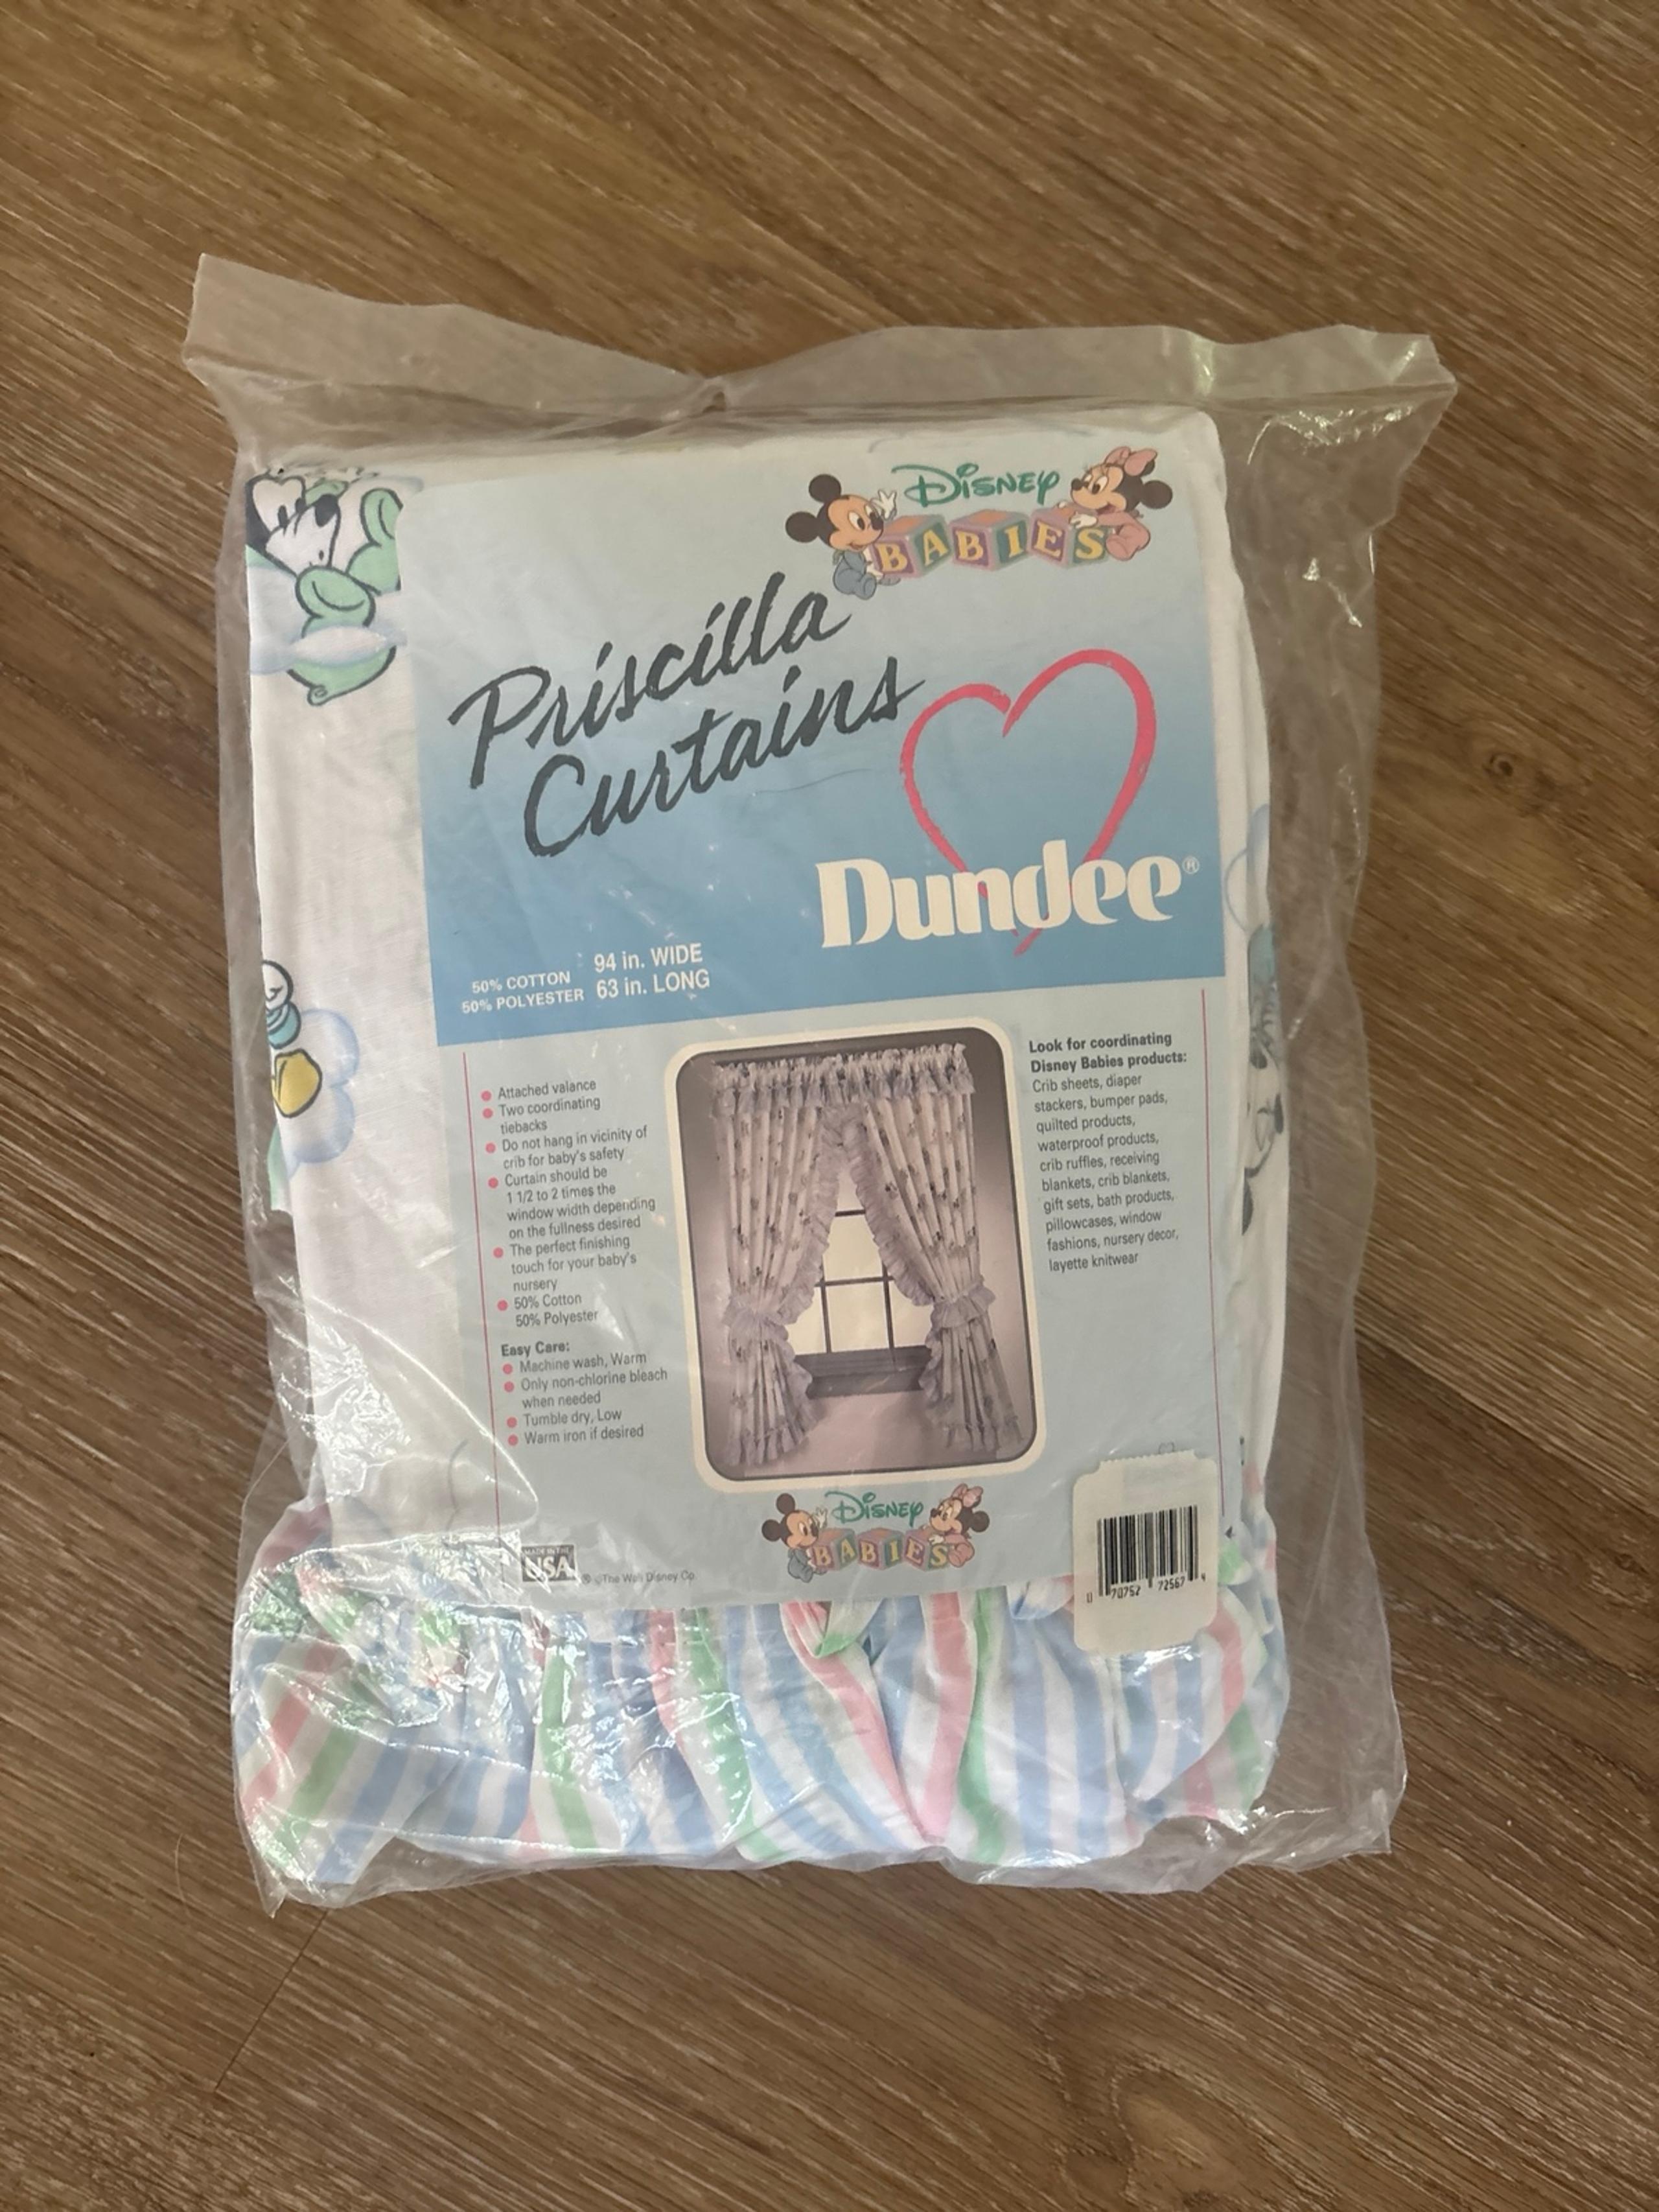 Disney
BABIES
Priscilla
Curtains
Dundee®
50% COTTON
50% POLYESTER
94 in. WIDE
63 in. LONG
Attached valance
Two coordinating
tiebacks
Do not hang in vicinity of
crib for baby's safety
Curtain should be
1 1/2 to 2 times the
window width depending
on the fullness desired
The perfect finishing
touch for your baby's
nursery
50% Cotton
50% Polyester
Easy Care:
Machine wash, Warm
Only non-chlorine bleach
when needed
Tumble dry, Low
Warm iron if desired
Look for coordinating
Disney Babies products:
Crib sheets, diaper
stackers, bumper pads,
quilted products,
waterproof products,
crib ruffles, receiving
blankets, crib blankets,
gift sets, bath products,
pillowcases, window
fashions, nursery decor,
layette knitwear
Disney
BABIES
MADE IN THE
USA
©The Walt Disney Co.
70752 72567